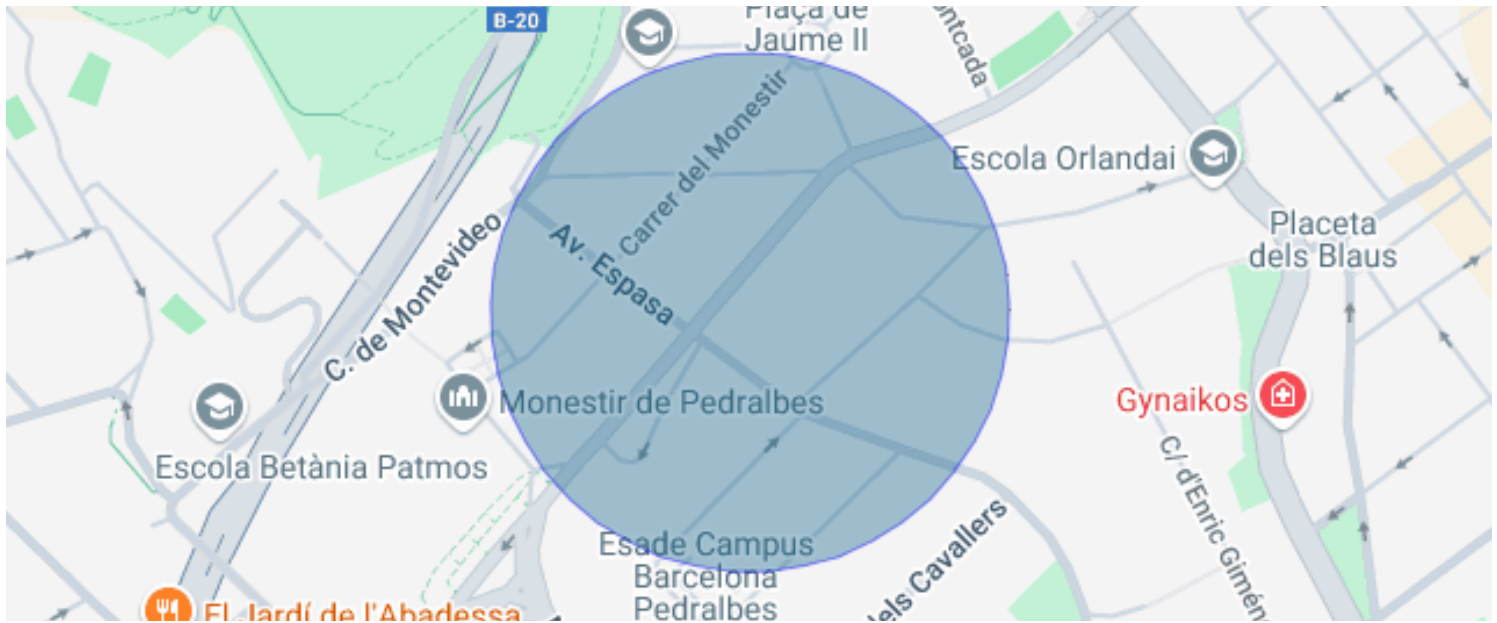 B-20
Plaça de
Jaume II
Carrer del Monestir
Escola Orlandai
Placeta
dels Blaus
Av. Espasa
C. de Montevideo
Monestir de Pedralbes
Gynaikos
Escola Betània Patmos
C/ d'Enric Gimén
Esade Campus
Barcelona
Pedralbes
dels Cavallers
El Jardí de l'Abadessa